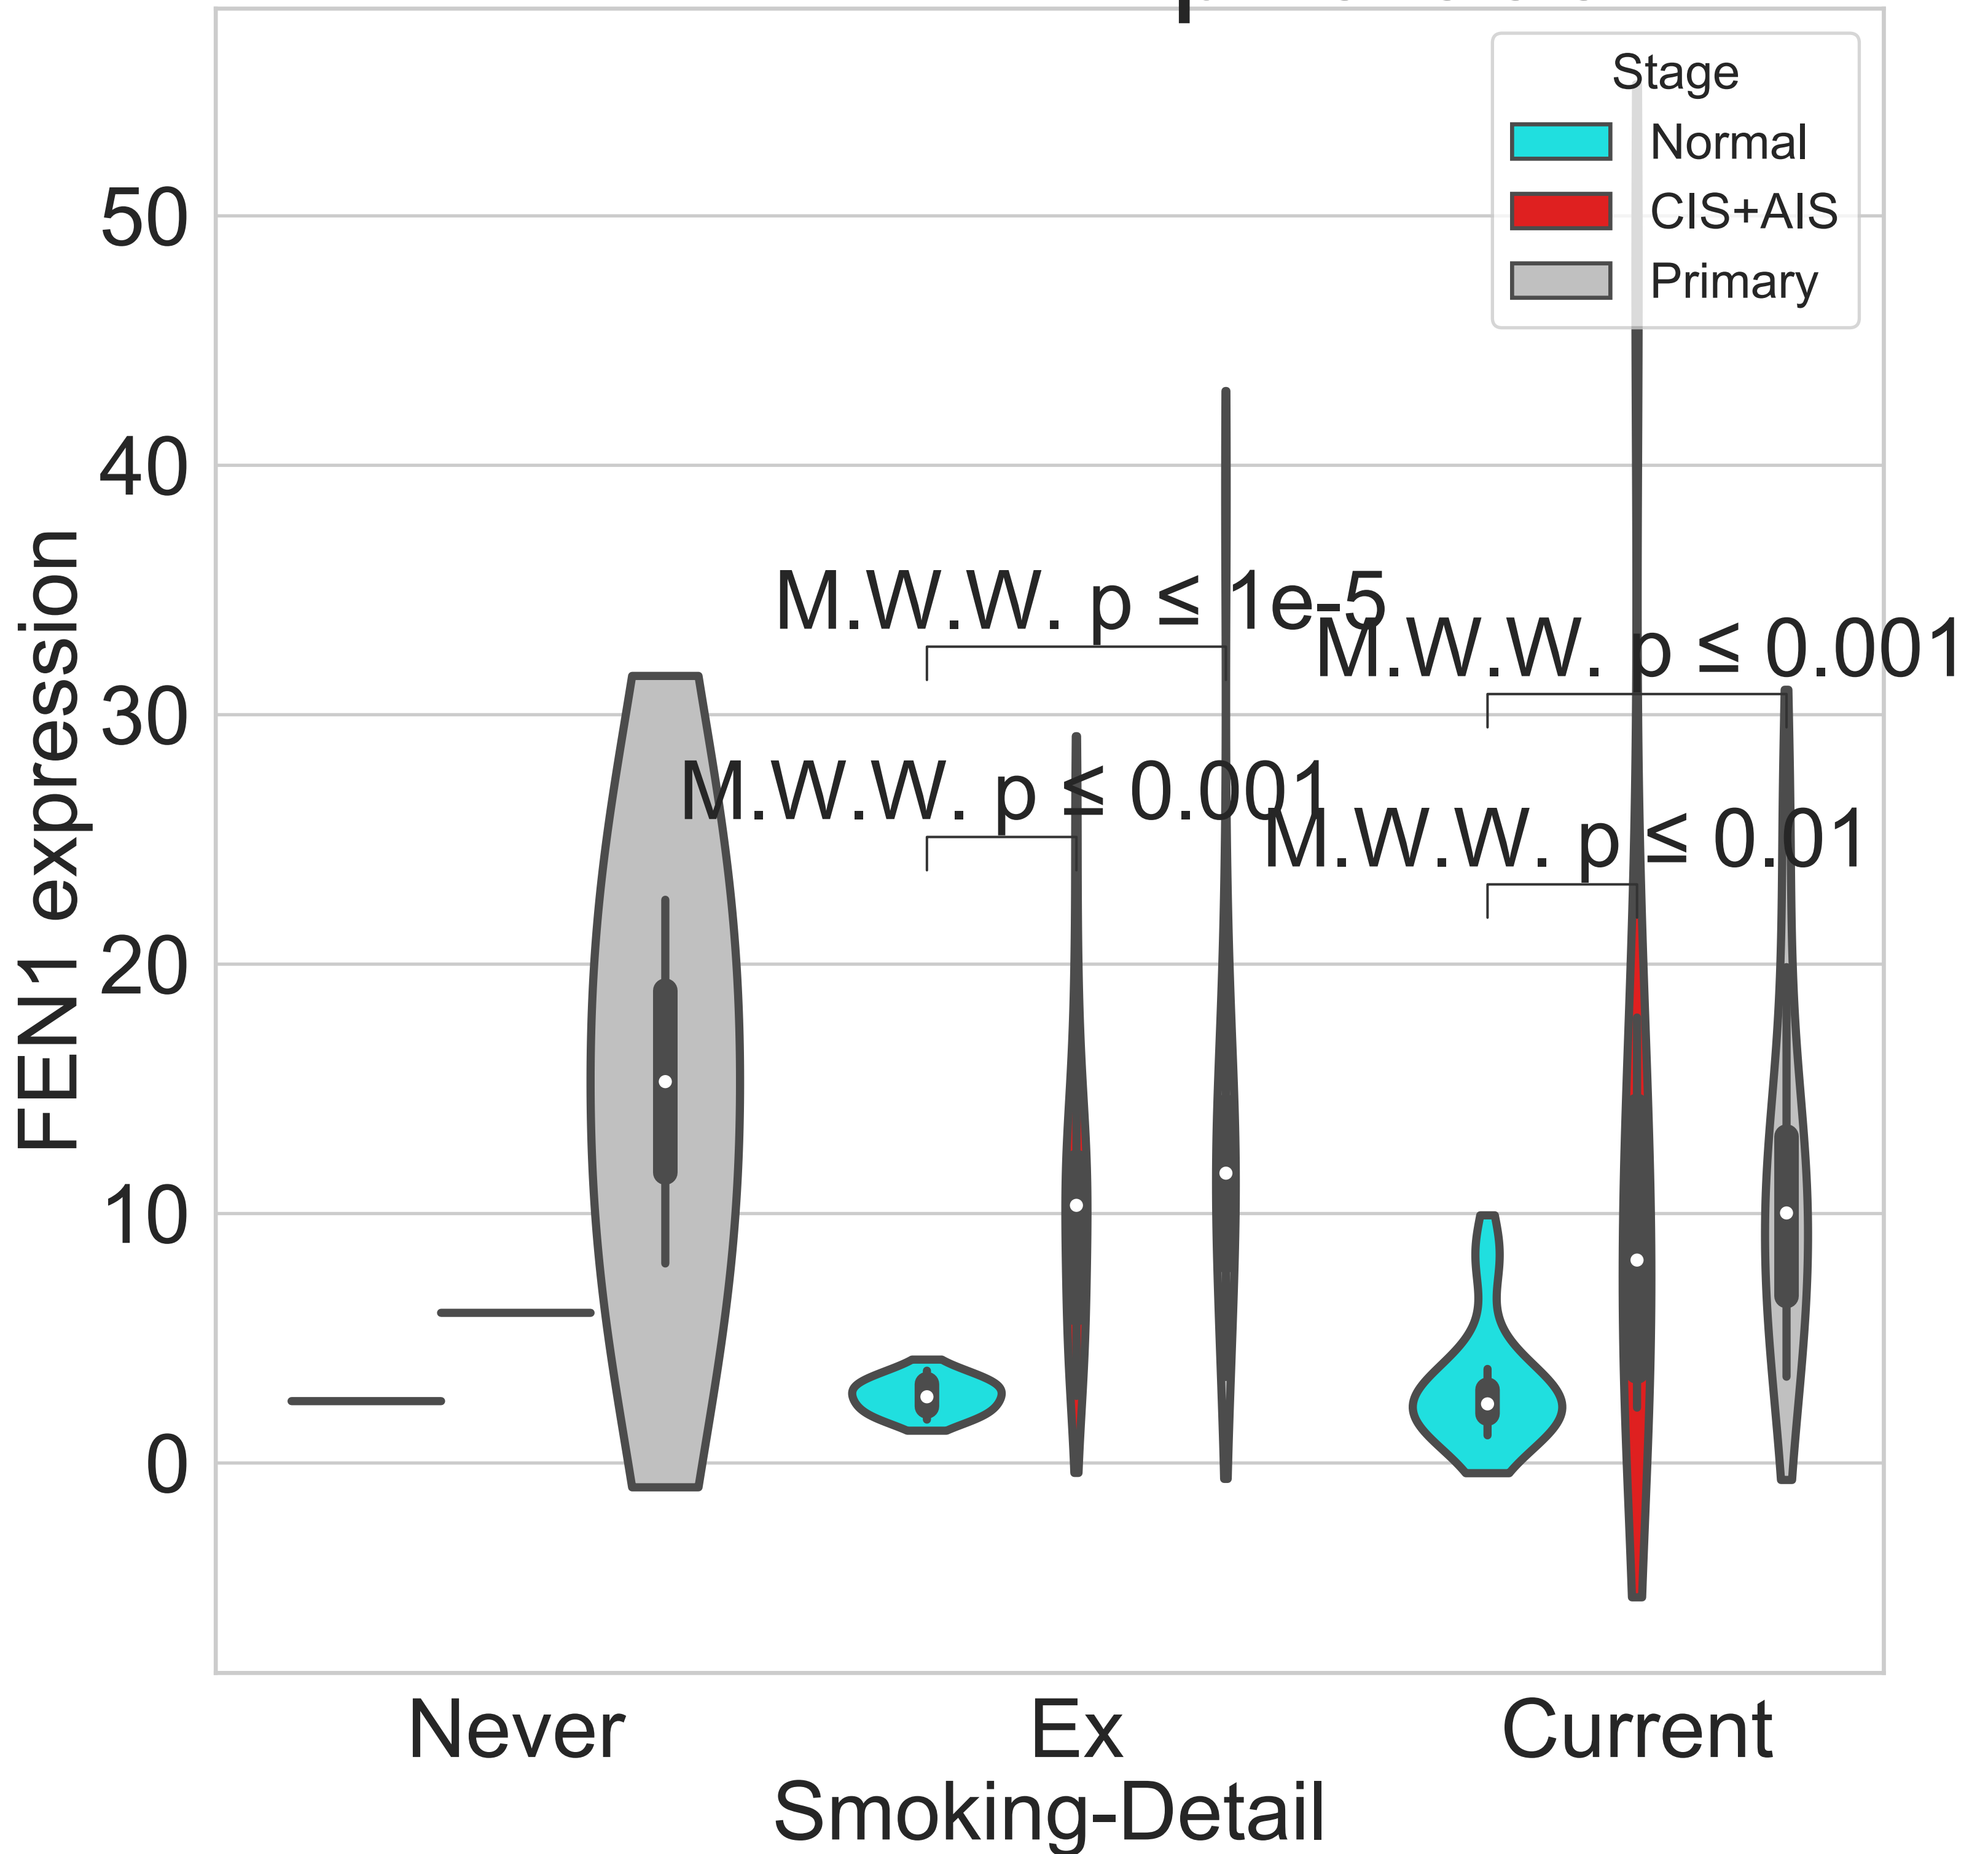 Stage
Normal
CIS+AIS
Primary
FEN1 expression
50
40
30
20
10
0
M.W.W. p ≤ 1e-5
M.W.W. p ≤ 0.001
M.W.W. p ≤ 0.001
M.W.W. p ≤ 0.01
Never
Ex
Current
Smoking-Detail